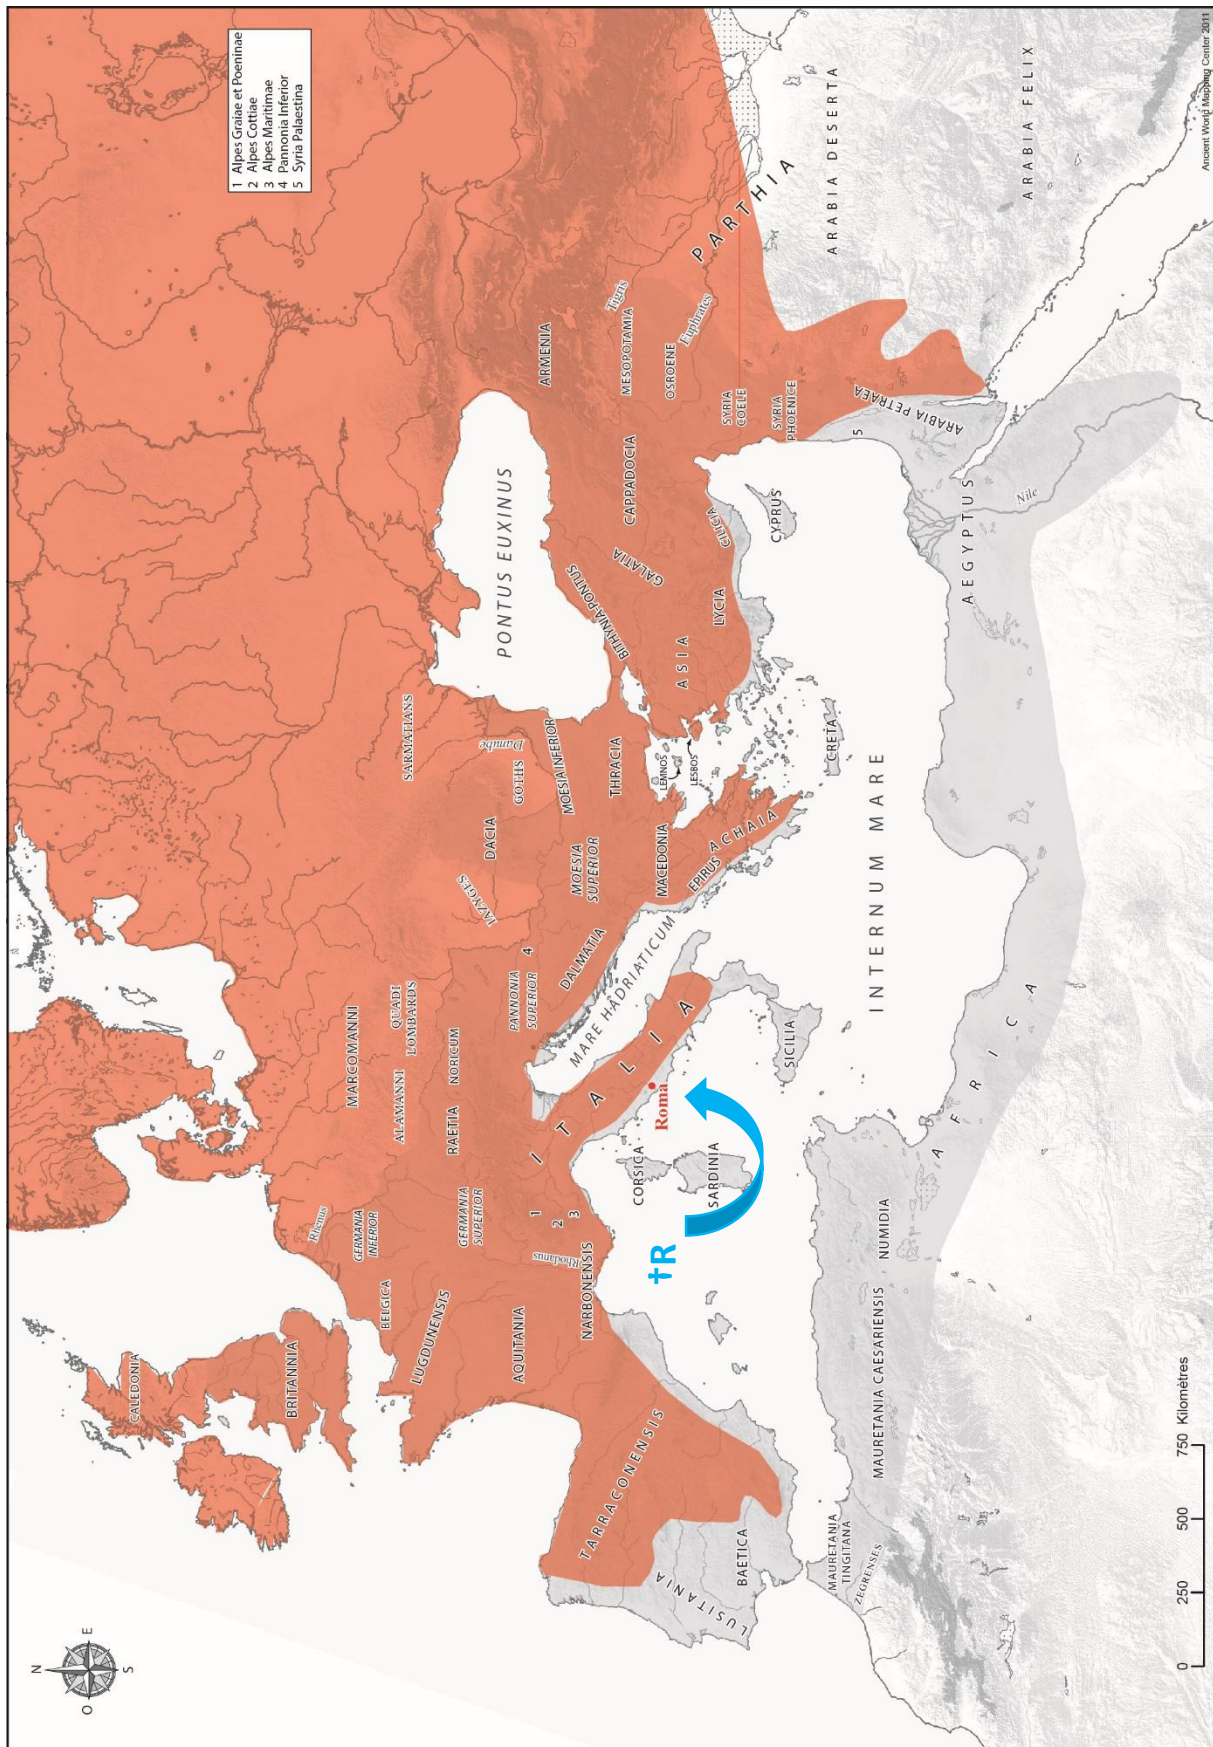 N
O
E
S
1 Alpes Graiae et Poeninae
2 Alpes Cottiae
3 Alpes Maritimae
4 Pannonia Inferior
5 Syria Palaestina
CALEDONIA
BRITANNIA
Rhenus
GERMANIA
INFERIOR
BELGICA
LUGDUNENSIS
GERMANIA
SUPERIOR
AQUITANIA
NARBONENSIS
Rhodanus
1
2
3
TARRACONENSIS
LUSITANIA
BAETICA
MARCOMANNI
ALAMANNI
QUADI
LOMBARDS
RAETIA
NORICUM
PANNONIA
SUPERIOR
4
IAZYGES
DACIA
SARMATIANS
GOTHS
Danube
DALMATIA
MOESIA
SUPERIOR
MOESIA INFERIOR
THRACIA
MACEDONIA
EPIRUS
ACHAIA
LEMNOS
LESBOS
MARE HADRIATICUM
ITALIA
Roma
CORSICA
SARDINIA
†R
SICILIA
CRETA
CYPRUS
PONTUS EUXINUS
BITHYNIA-PONTUS
GALATIA
CAPPADOCIA
ASIA
LYCIA
CILICIA
ARMENIA
MESOPOTAMIA
OSROENE
Tigris
Euphrates
PARTHIA
SYRIA
COELE
SYRIA
PHOENICE
5
ARABIA PETRAEA
ARABIA DESERTA
ARABIA FELIX
AEGYPTUS
Nile
INTERNUM MARE
AFRICA
NUMIDIA
MAURETANIA CAESARIENSIS
MAURETANIA
TINGITANA
ZEGRENSES
0 250 500 750 Kilomètres
Ancient World Mapping Center 2011